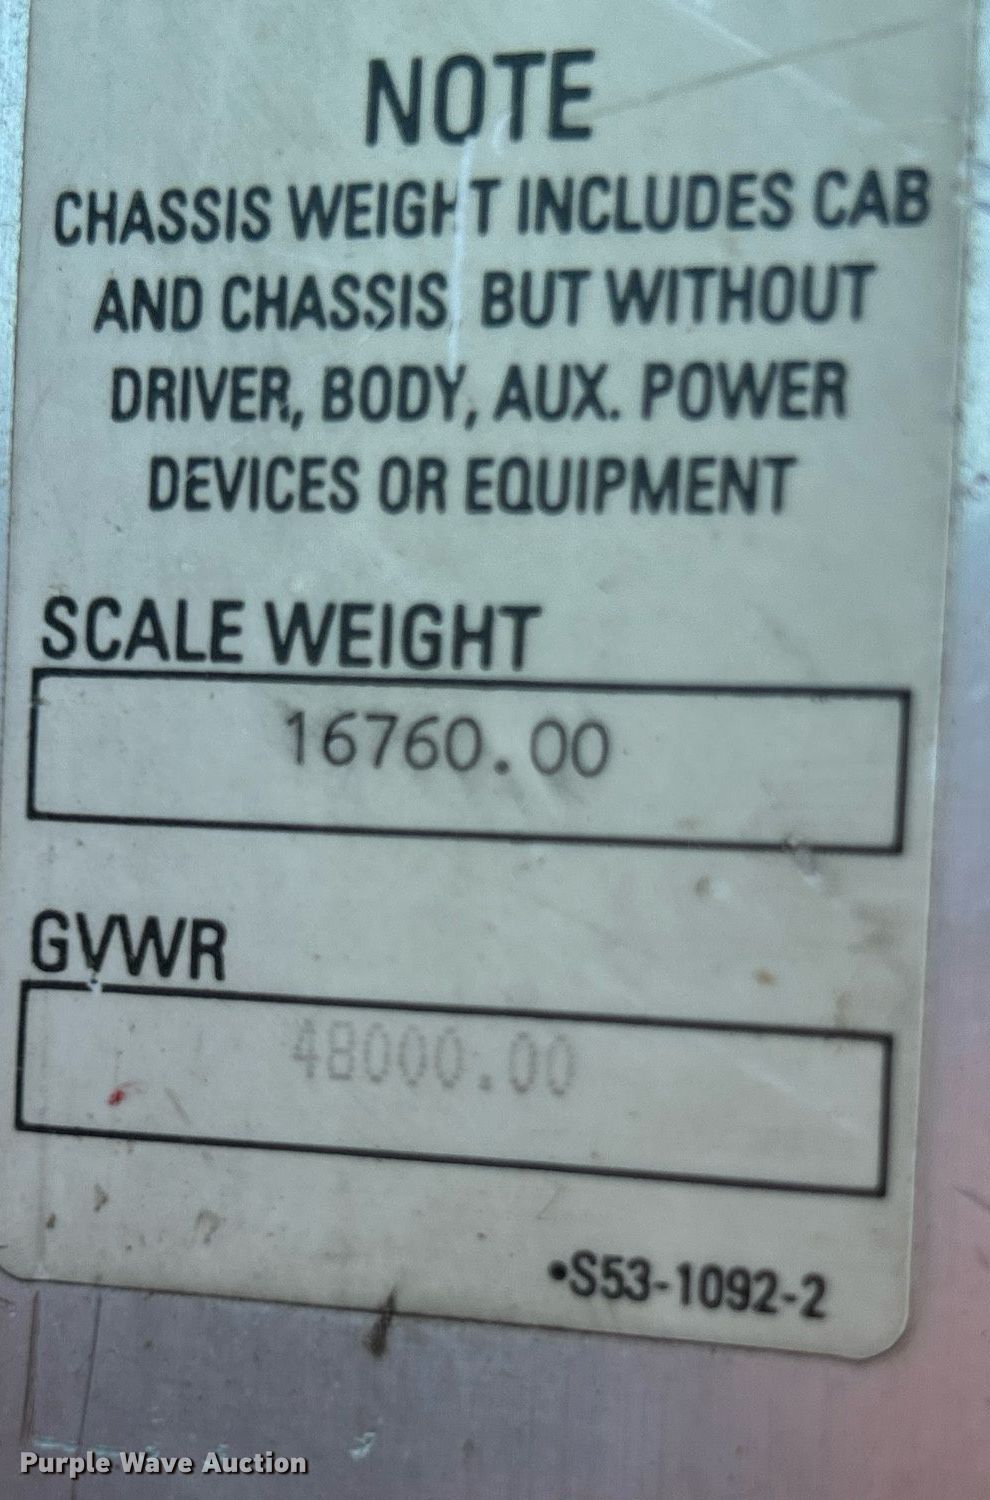 NOTE
CHASSIS WEIGHT INCLUDES CAB
AND CHASSIS, BUT WITHOUT
DRIVER, BODY, AUX. POWER
DEVICES OR EQUIPMENT
SCALE WEIGHT
16760.00
GVWR
48000.00
•S53-1092-2
Purple Wave Auction